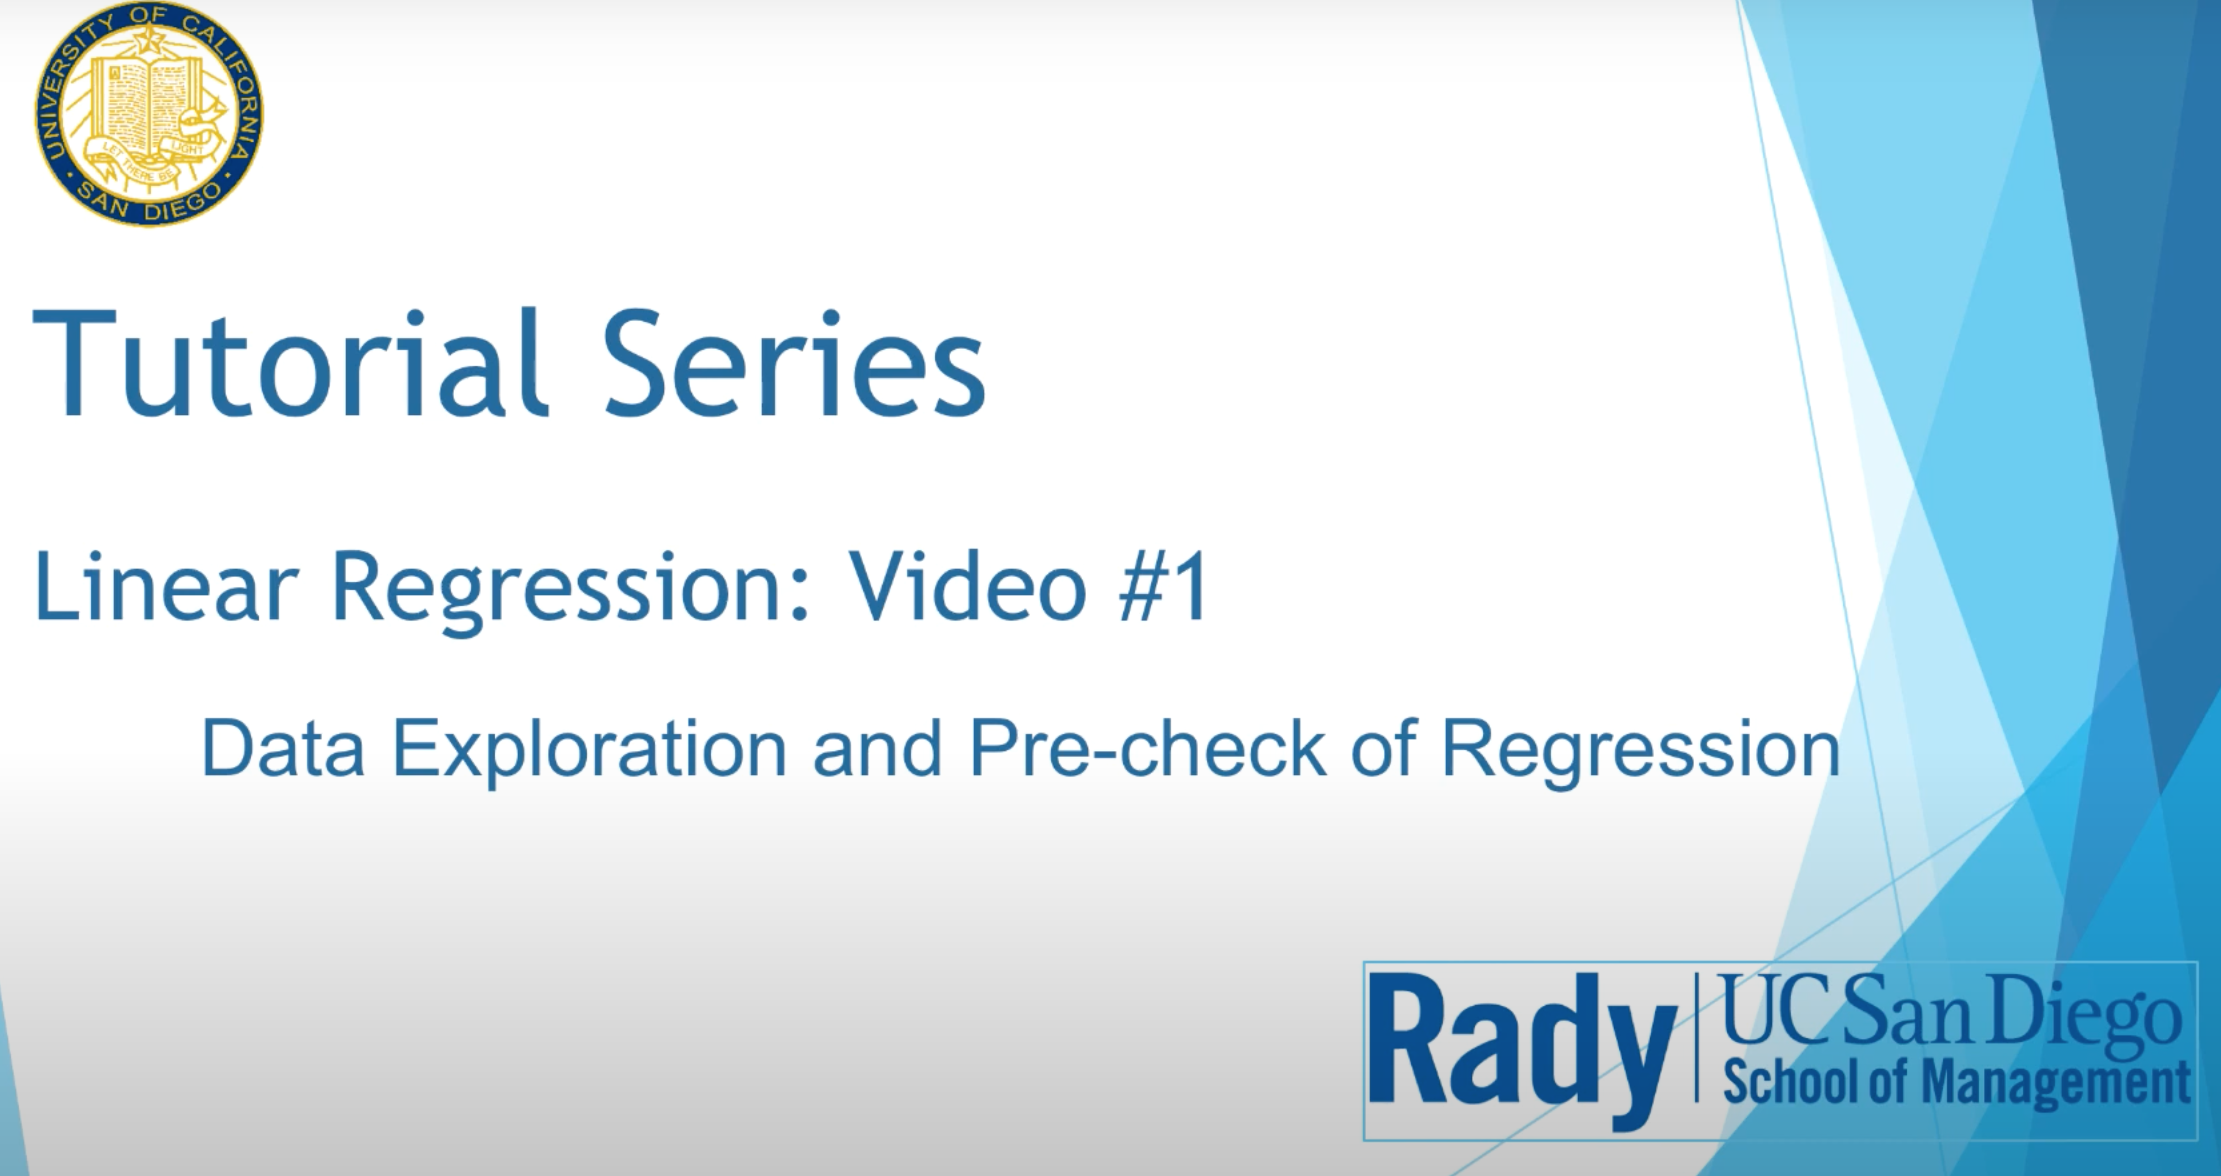 UNIVERSITY OF CALIFORNIA
LET THERE BE LIGHT
SAN DIEGO
Tutorial Series
Linear Regression: Video #1
Data Exploration and Pre-check of Regression
Rady
UC San Diego
School of Management